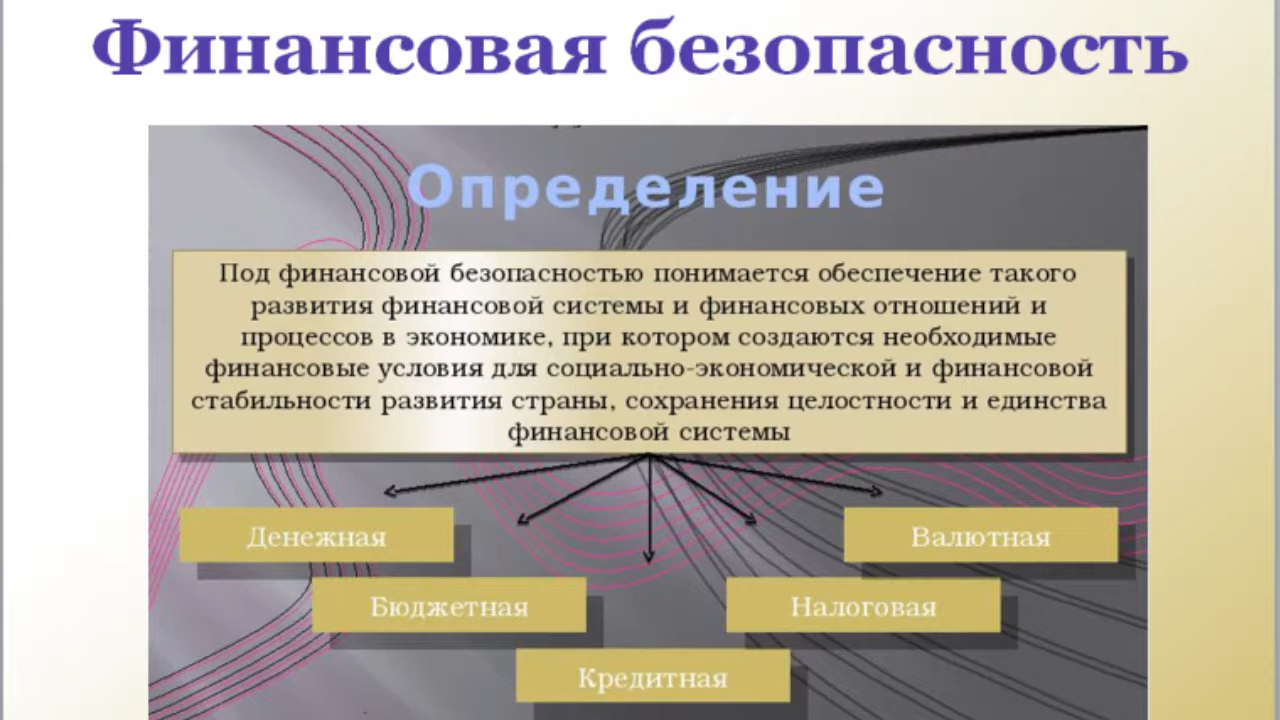 Финансовая безопасность
Определение
Под финансовой безопасностью понимается обеспечение такого
развития финансовой системы и финансовых отношений и
процессов в экономике, при котором создаются необходимые
финансовые условия для социально-экономической и финансовой
стабильности развития страны, сохранения целостности и единства
финансовой системы
Денежная
Валютная
Бюджетная
Налоговая
Кредитная